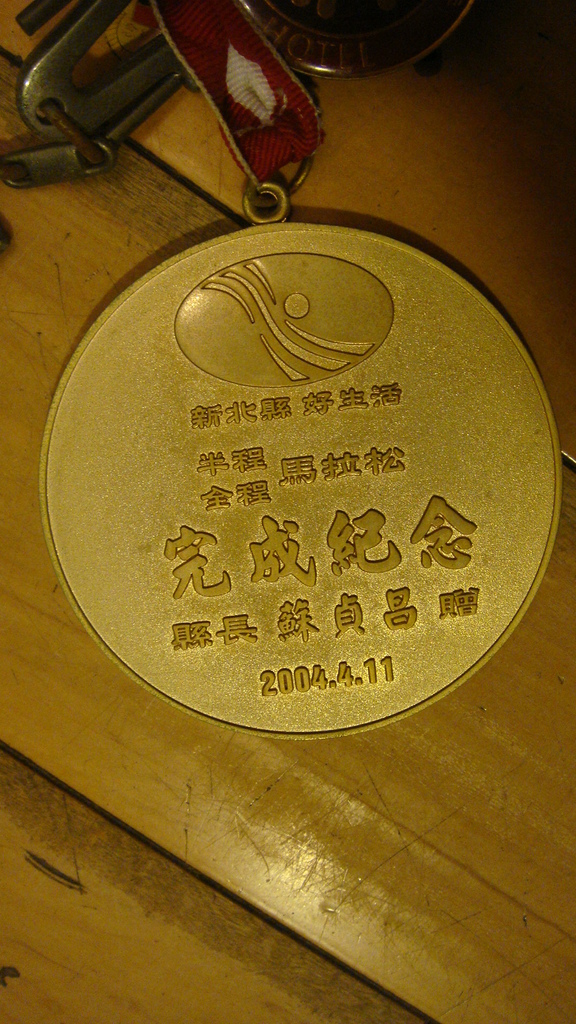 HOTEL
新北縣 好生活
半程
全程 馬拉松
完成紀念
縣長 蘇貞昌 贈
2004.4.11